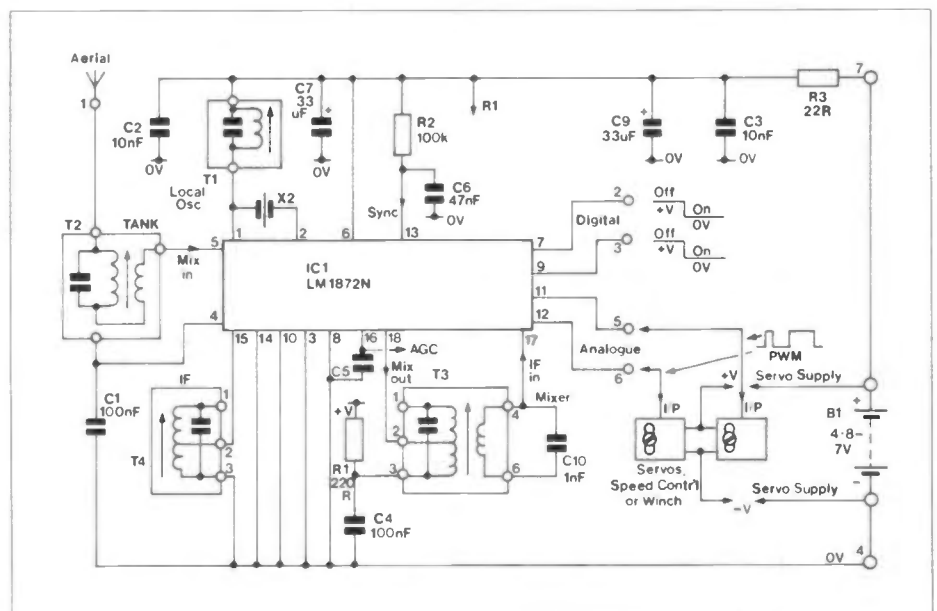 Aerial
1
C2
10nF
0V
T1
Local
Osc
C7
33
uF
0V
X2
1
2
6
R2
100k
C6
47nF
0V
Sync
13
R1
C9
33uF
0V
C3
10nF
0V
R3
22R
7
T2
TANK
5
Mix
in
4
IC 1
LM1872N
7
9
11
12
2
Digital
3
Off
+V
On
0V
Off
+V
On
0V
5
Analogue
6
PWM
15
14
10
3
8
16
18
17
C5
AGC
Mix
out
IF
in
Mixer
T3
1
2
3
4
6
C10
1nF
C1
100nF
IF
T4
1
2
3
+V
R1
220
R
C4
100nF
+V
Servo Supply
I/P
I/P
Servos,
Speed Contrl
or Winch
-V
Servo Supply
+
B1
4·8-
7V
-
0V
4